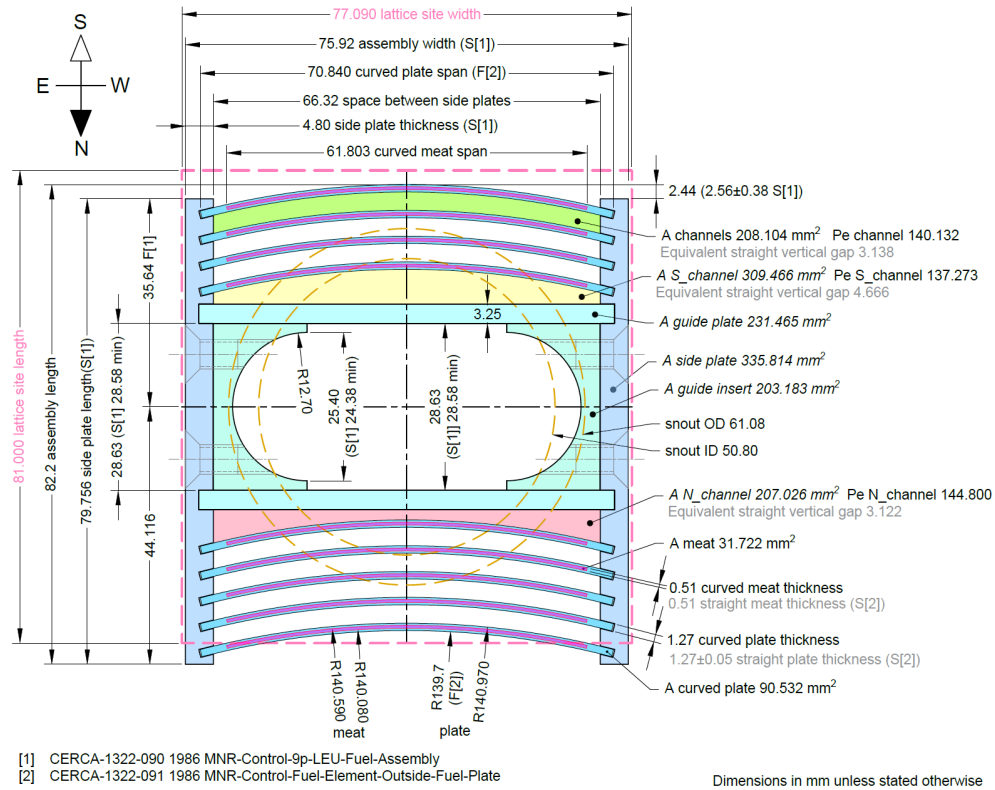 77.090 lattice site width
S
E W
N
75.92 assembly width (S[1])
70.840 curved plate span (F[2])
66.32 space between side plates
4.80 side plate thickness (S[1])
61.803 curved meat span
2.44 (2.56±0.38 S[1])
A channels 208.104 mm² Pe channel 140.132
Equivalent straight vertical gap 3.138
A S_channel 309.466 mm² Pe S_channel 137.273
Equivalent straight vertical gap 4.666
3.25
A guide plate 231.465 mm²
A side plate 335.814 mm²
A guide insert 203.183 mm²
snout OD 61.08
snout ID 50.80
A N_channel 207.026 mm² Pe N_channel 144.800
Equivalent straight vertical gap 3.122
A meat 31.722 mm²
0.51 curved meat thickness
0.51 straight meat thickness (S[2])
1.27 curved plate thickness
1.27±0.05 straight plate thickness (S[2])
A curved plate 90.532 mm²
81.000 lattice site length
82.2 assembly length
79.756 side plate length(S[1])
28.63 (S[1] 28.58 min)
35.64 F[1]
44.116
R12.70
25.40
(S[1] 24.38 min)
28.63
(S[1]] 28.58 min)
R140.590
R140.080
meat
R139.7
(F[2])
R140.970
plate
[1] CERCA-1322-090 1986 MNR-Control-9p-LEU-Fuel-Assembly
[2] CERCA-1322-091 1986 MNR-Control-Fuel-Element-Outside-Fuel-Plate
Dimensions in mm unless stated otherwise